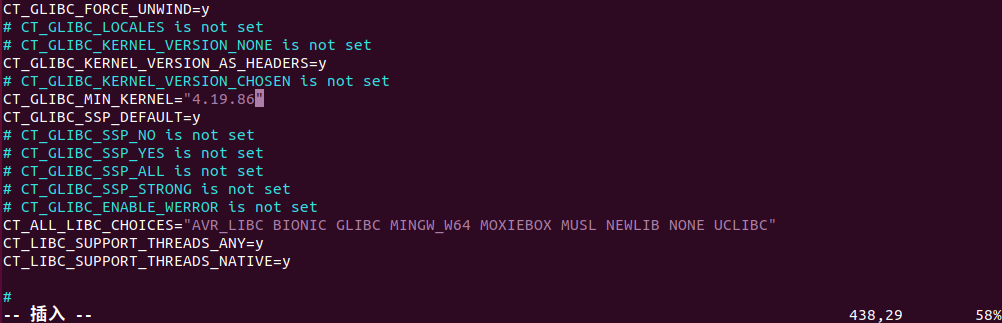 CT_GLIBC_FORCE_UNWIND=y
# CT_GLIBC_LOCALES is not set
# CT_GLIBC_KERNEL_VERSION_NONE is not set
CT_GLIBC_KERNEL_VERSION_AS_HEADERS=y
# CT_GLIBC_KERNEL_VERSION_CHOSEN is not set
CT_GLIBC_MIN_KERNEL="4.19.86"
CT_GLIBC_SSP_DEFAULT=y
# CT_GLIBC_SSP_NO is not set
# CT_GLIBC_SSP_YES is not set
# CT_GLIBC_SSP_ALL is not set
# CT_GLIBC_SSP_STRONG is not set
# CT_GLIBC_ENABLE_WERROR is not set
CT_ALL_LIBC_CHOICES="AVR_LIBC BIONIC GLIBC MINGW_W64 MOXIEBOX MUSL NEWLIB NONE UCLIBC"
CT_LIBC_SUPPORT_THREADS_ANY=y
CT_LIBC_SUPPORT_THREADS_NATIVE=y

#
-- 插入 -- 438,29 58%